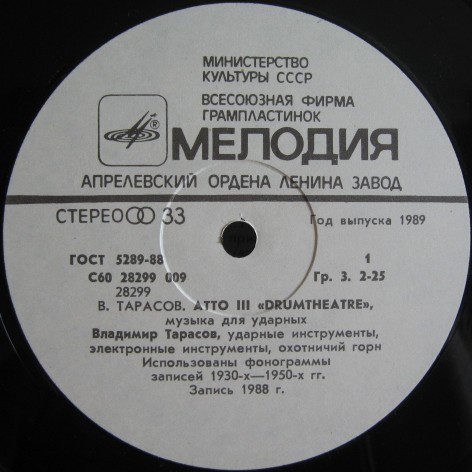 МИНИСТЕРСТВО
КУЛЬТУРЫ СССР
ВСЕСОЮЗНАЯ ФИРМА
ГРАМПЛАСТИНОК
®
МЕЛОДИЯ
АПРЕЛЕВСКИЙ ОРДЕНА ЛЕНИНА ЗАВОД
СТЕРЕО 33
Год выпуска 1989
ГОСТ 5289-88 1
С60 28299 009 Гр. 3. 2-25
28299
В. ТАРАСОВ. ATTO III «DRUMTHEATRE»,
музыка для ударных
Владимир Тарасов, ударные инструменты,
электронные инструменты, охотничий горн
Использованы фонограммы
записей 1930-х—1950-х гг.
Запись 1988 г.